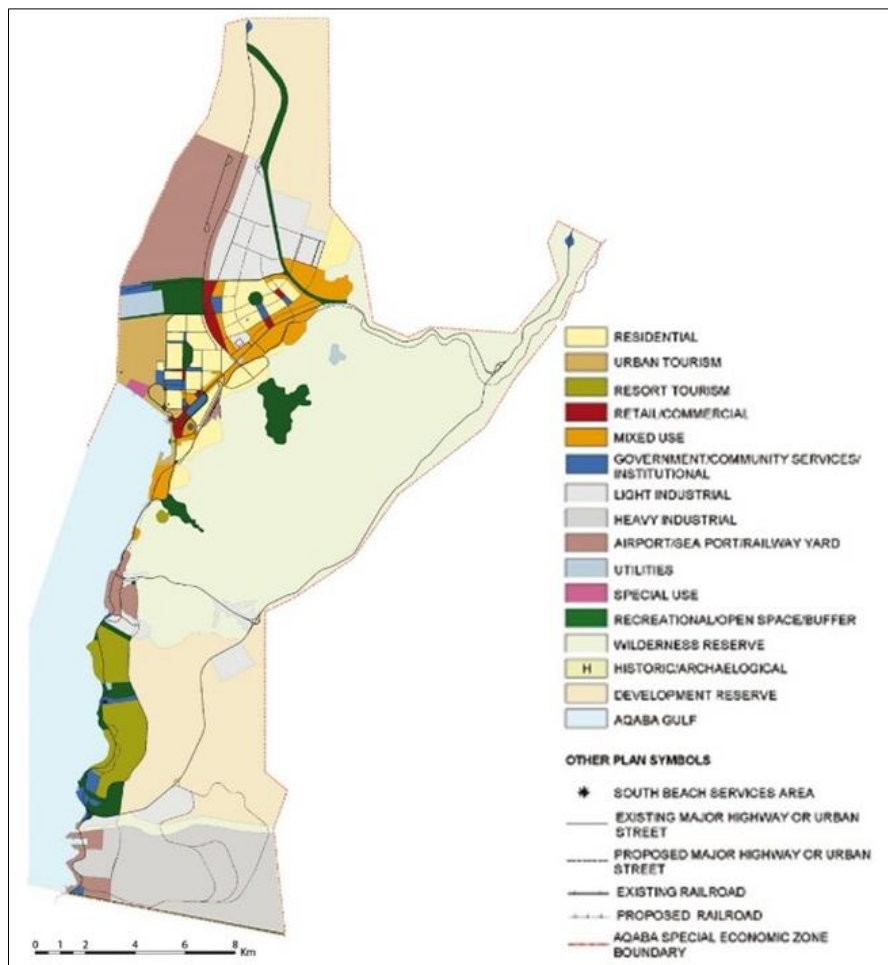 RESIDENTIAL
URBAN TOURISM
RESORT TOURISM
RETAIL/COMMERCIAL
MIXED USE
GOVERNMENT/COMMUNITY SERVICES/
INSTITUTIONAL
LIGHT INDUSTRIAL
HEAVY INDUSTRIAL
AIRPORT/SEA PORT/RAILWAY YARD
UTILITIES
SPECIAL USE
RECREATIONAL/OPEN SPACE/BUFFER
WILDERNESS RESERVE
H HISTORIC/ARCHAELOGICAL
DEVELOPMENT RESERVE
AQABA GULF
OTHER PLAN SYMBOLS
SOUTH BEACH SERVICES AREA
EXISTING MAJOR HIGHWAY OR URBAN
STREET
PROPOSED MAJOR HIGHWAY OR URBAN
STREET
EXISTING RAILROAD
PROPOSED RAILROAD
AQABA SPECIAL ECONOMIC ZONE
BOUNDARY
0 1 2 4 6 8
Km